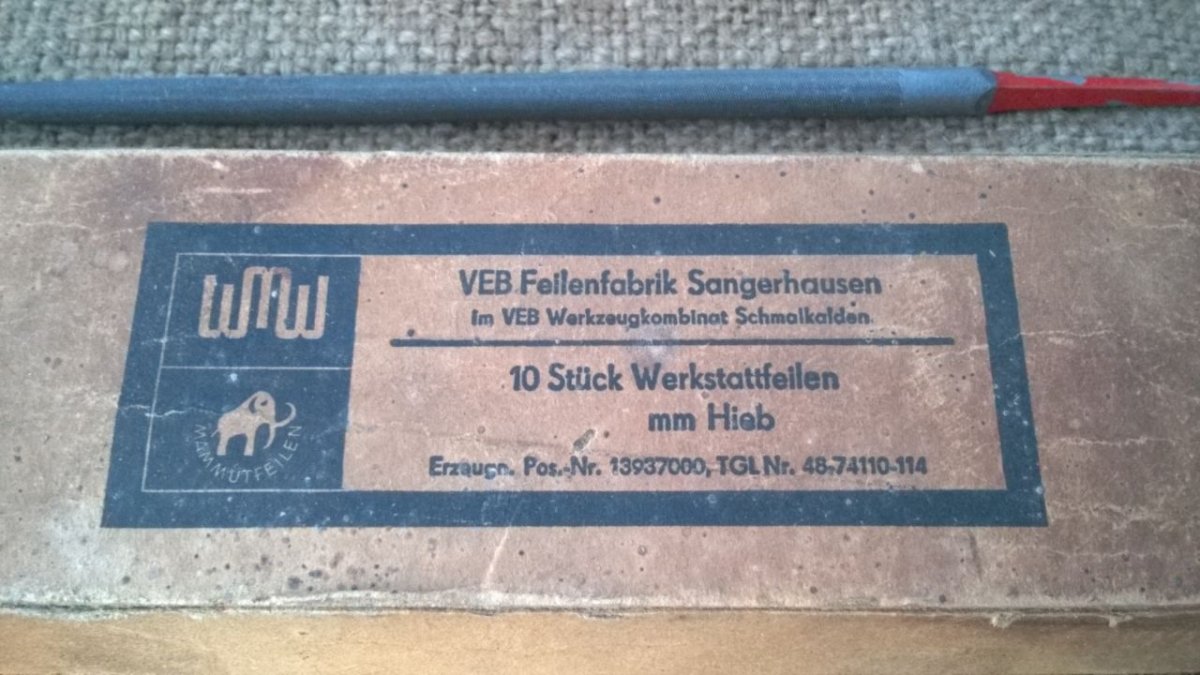 wmw
MAMMUTFEILEN
VEB Feilenfabrik Sangerhausen
im VEB Werkzeugkombinat Schmalkalden
10 Stück Werkstattfeilen
mm Hieb
Erzeugn. Pos.-Nr. 13937000, TGL Nr. 48-74110-114